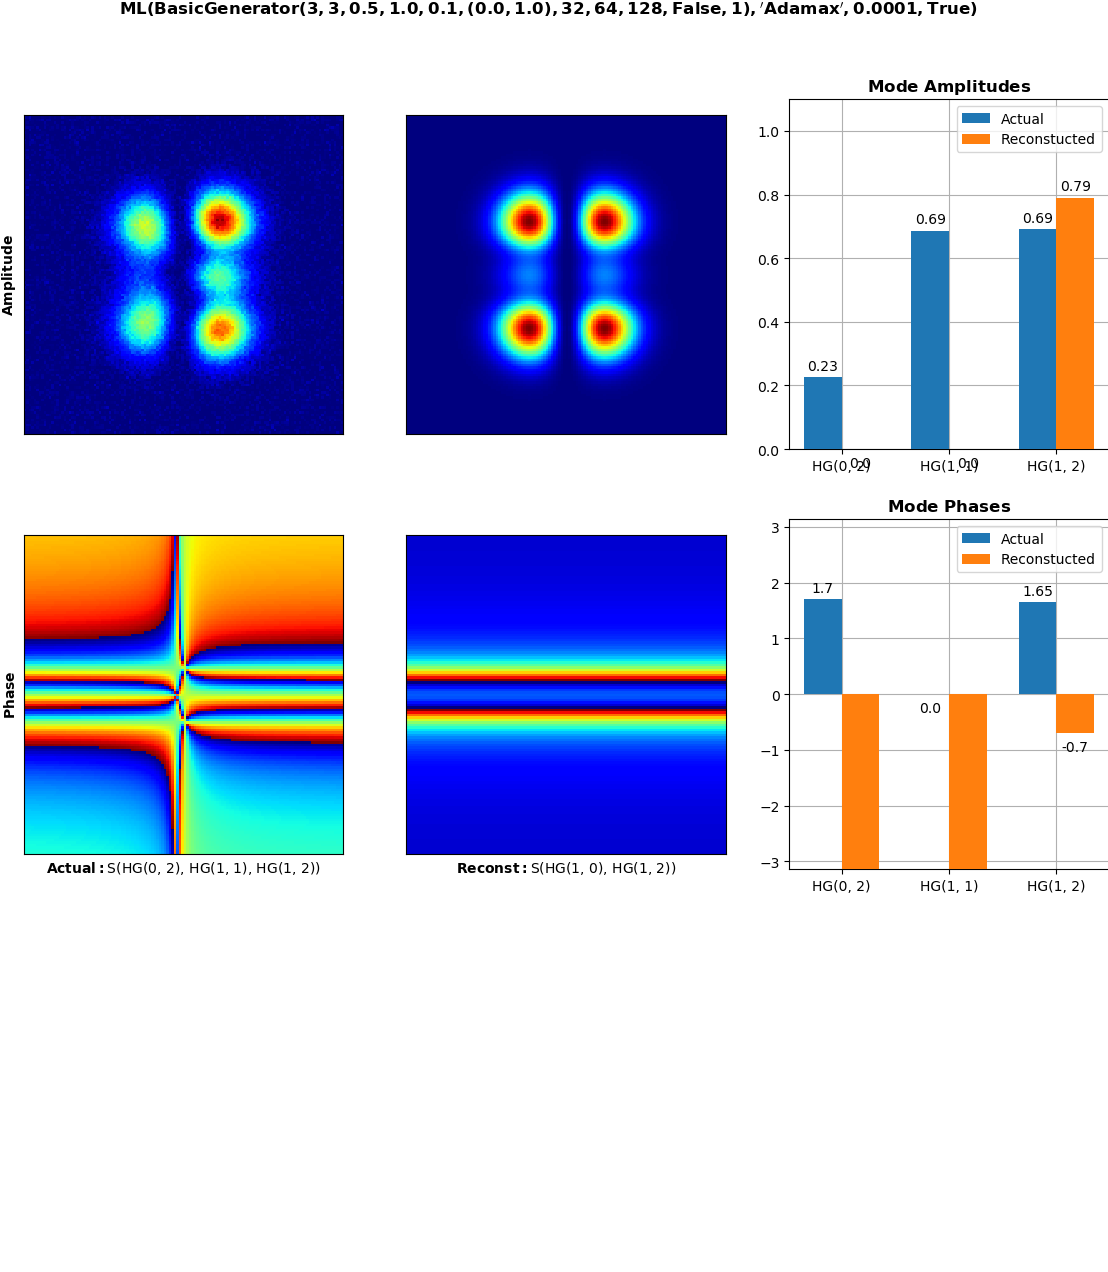 ML(BasicGenerator(3, 3, 0.5, 1.0, 0.1, (0.0, 1.0), 32, 64, 128, False, 1), ′Adamax′, 0.0001, True)
Amplitude
Mode Amplitudes
Actual
Reconstucted
1.0
0.8
0.6
0.4
0.2
0.0
0.23
0.69
0.69
0.79
0.0
0.0
HG(0, 2)
HG(1, 1)
HG(1, 2)
Phase
Actual: S(HG(0, 2), HG(1, 1), HG(1, 2))
Reconst: S(HG(1, 0), HG(1, 2))
Mode Phases
Actual
Reconstucted
3
2
1
0
−1
−2
−3
1.7
0.0
1.65
-0.7
HG(0, 2)
HG(1, 1)
HG(1, 2)